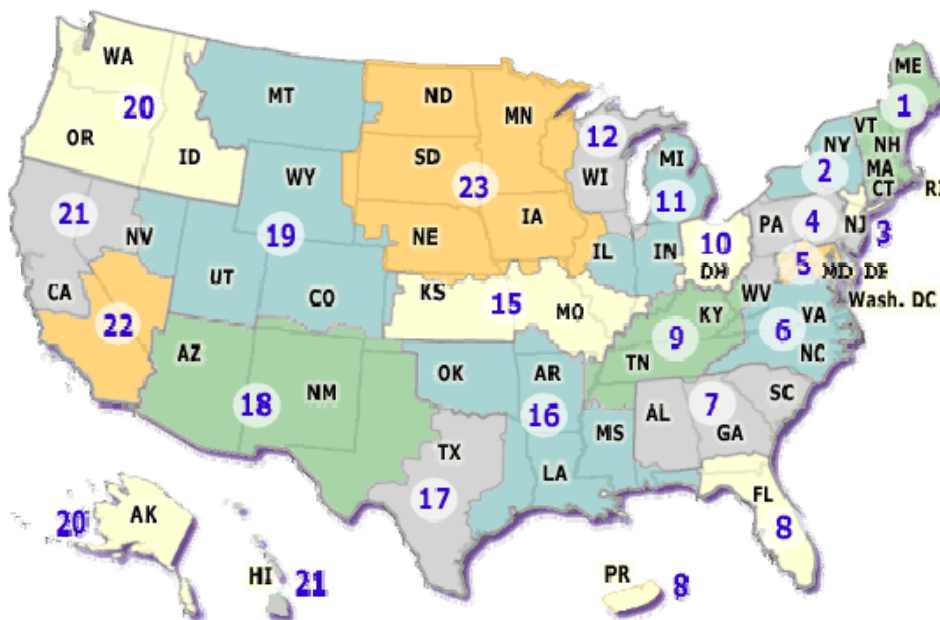 WA
20
OR
ID
MT
ND
MN
SD
23
WY
NE
IA
12
WI
MI
11
ME
1
VT
NY
NH
2
MA
CT
RI
21
NV
CA
22
19
UT
CO
IL
IN
10
DH
PA
4
NJ
3
5
MD
DE
Wash. DC
WV
KS
15
MO
KY
9
TN
6
VA
NC
AZ
NM
18
OK
AR
16
MS
LA
TX
17
AL
7
SC
GA
FL
8
20
AK
HI
21
PR
8